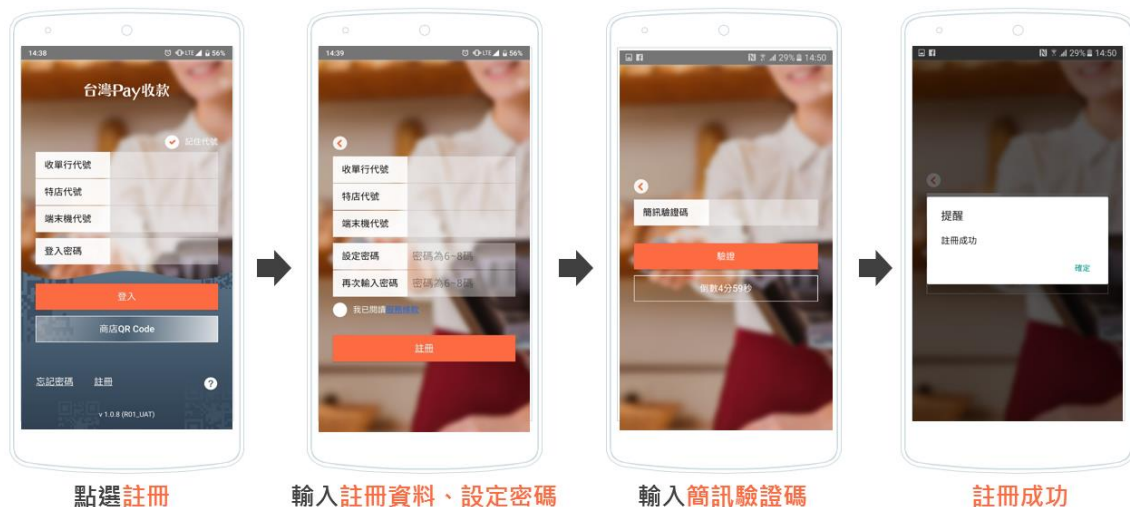 14:38
LTE 56%
台灣Pay收款
記住代號
收單行代號
特店代號
端末機代號
登入密碼
登入
商店QR Code
忘記密碼 註冊 ?
v 1.0.8 (R01_UAT)
點選註冊
14:39
LTE 56%
收單行代號
特店代號
端末機代號
設定密碼 密碼為6~8碼
再次輸入密碼 密碼為6~8碼
我已閱讀服務條款
註冊
輸入註冊資料、設定密碼
29% 14:50
簡訊驗證碼
驗證
倒數4分59秒
輸入簡訊驗證碼
29% 14:50
提醒
註冊成功
確定
註冊成功